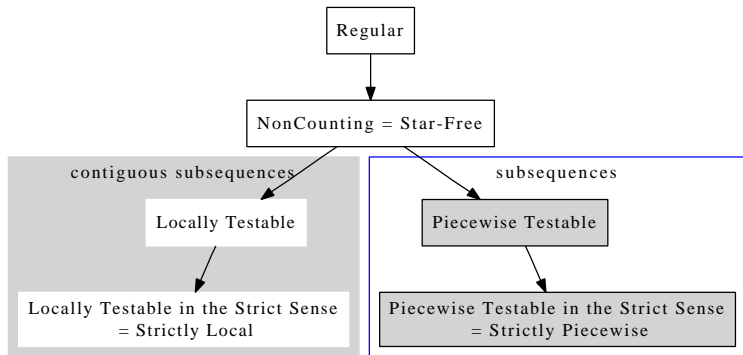 Regular
NonCounting = Star-Free
contiguous subsequences
subsequences
Locally Testable
Piecewise Testable
Locally Testable in the Strict Sense
= Strictly Local
Piecewise Testable in the Strict Sense
= Strictly Piecewise